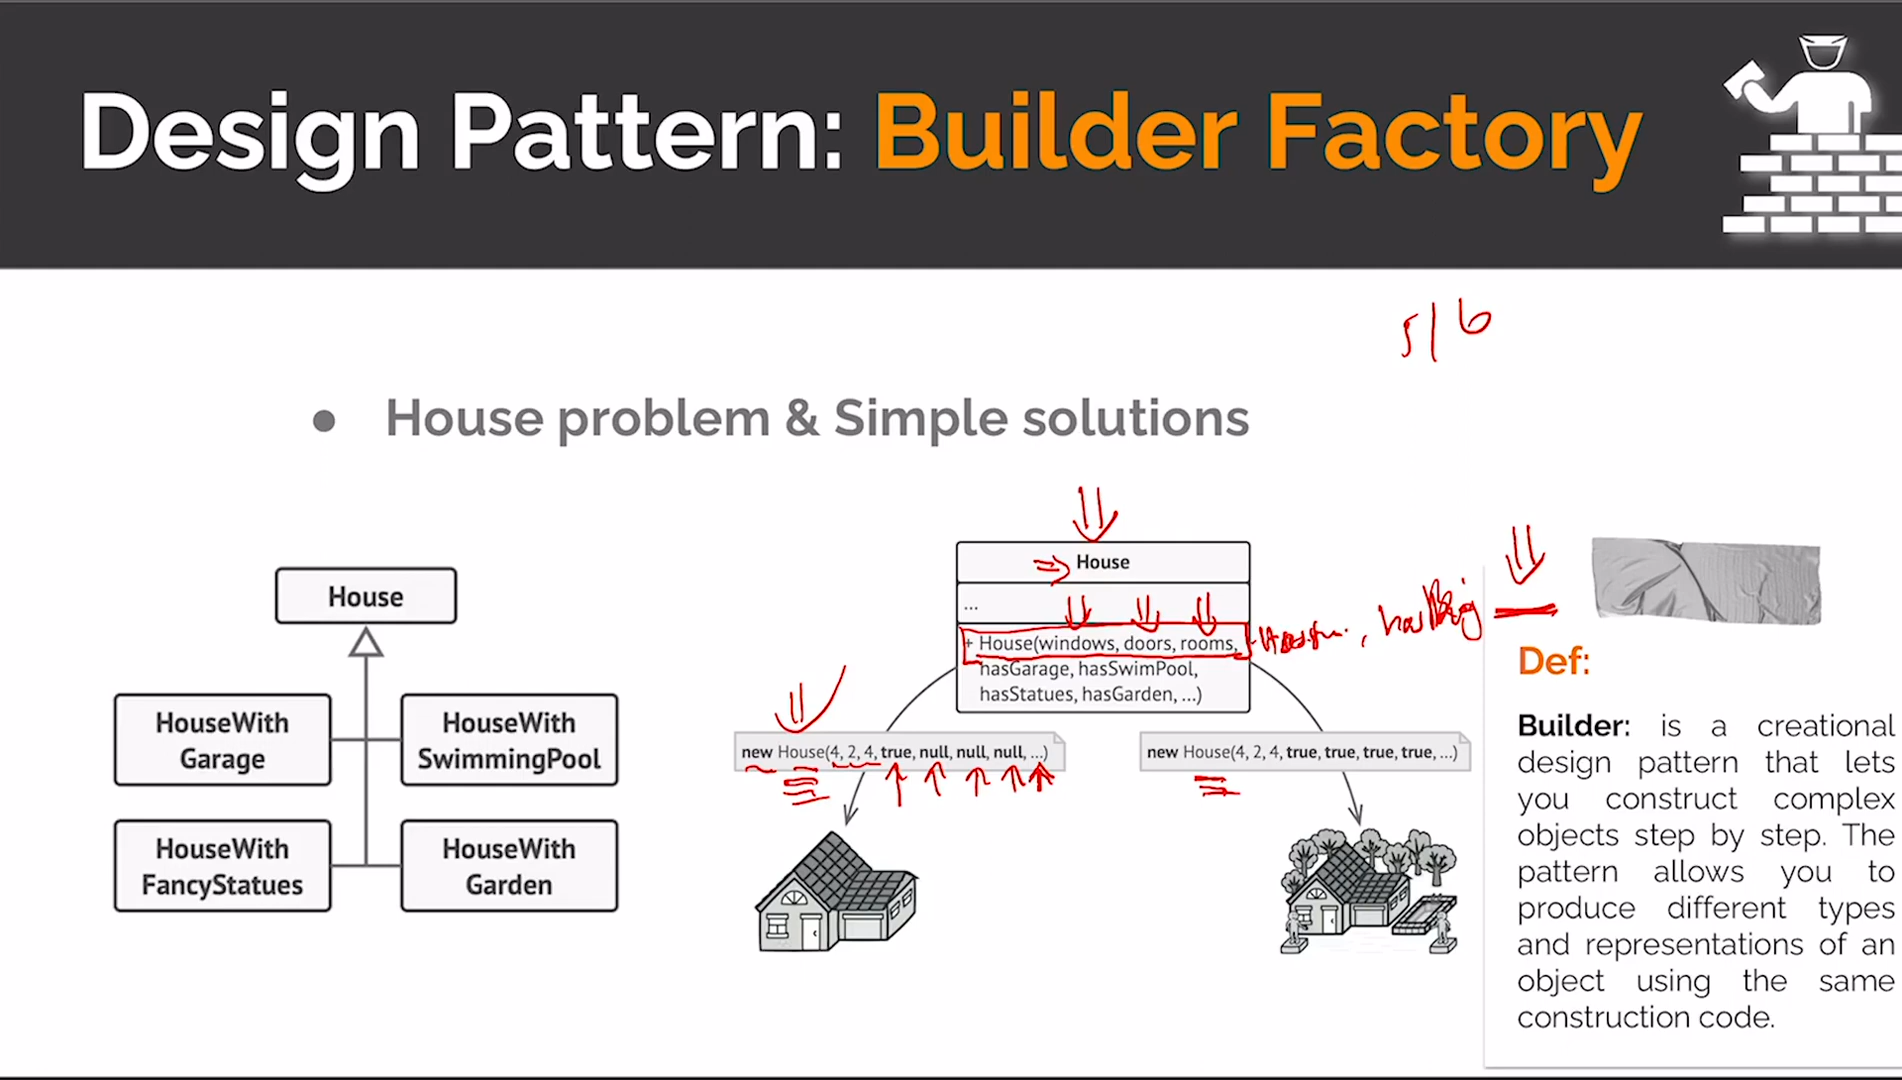 Design Pattern: Builder Factory
5/6
● House problem & Simple solutions
House
HouseWith
Garage
HouseWith
SwimmingPool
HouseWith
FancyStatues
HouseWith
Garden
House
...
+ House(windows, doors, rooms,
hasGarage, hasSwimPool,
hasStatues, hasGarden, ...)
new House(4, 2, 4, true, null, null, null, ...)
new House(4, 2, 4, true, true, true, true, ...)
Def:
Builder: is a creational
design pattern that lets
you construct complex
objects step by step. The
pattern allows you to
produce different types
and representations of an
object using the same
construction code.